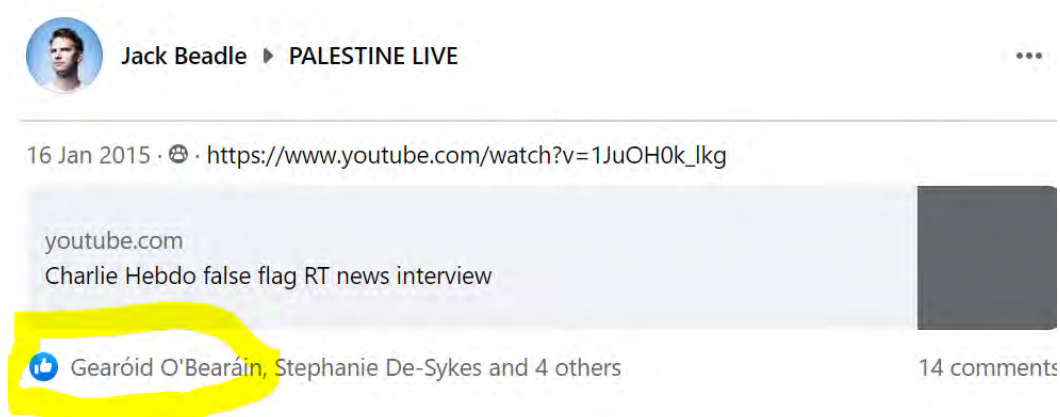 Jack Beadle ▸ PALESTINE LIVE
16 Jan 2015 · · https://www.youtube.com/watch?v=1JuOH0k_lkg
youtube.com
Charlie Hebdo false flag RT news interview
Gearóid O'Bearáin, Stephanie De-Sykes and 4 others
14 comments